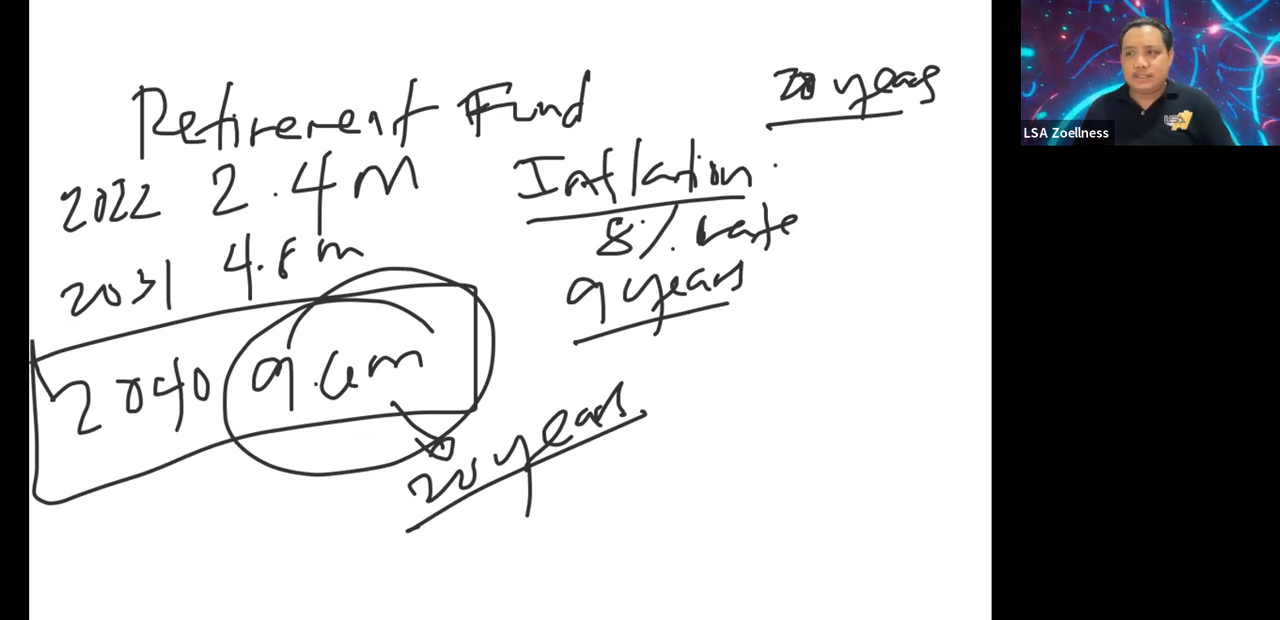 Retirement Fund
20 years
2022 2.4m
Inflation
8% rate
2031 4.8m
9 years
2040 9.6m
20 years
LSA
LSA Zoellness